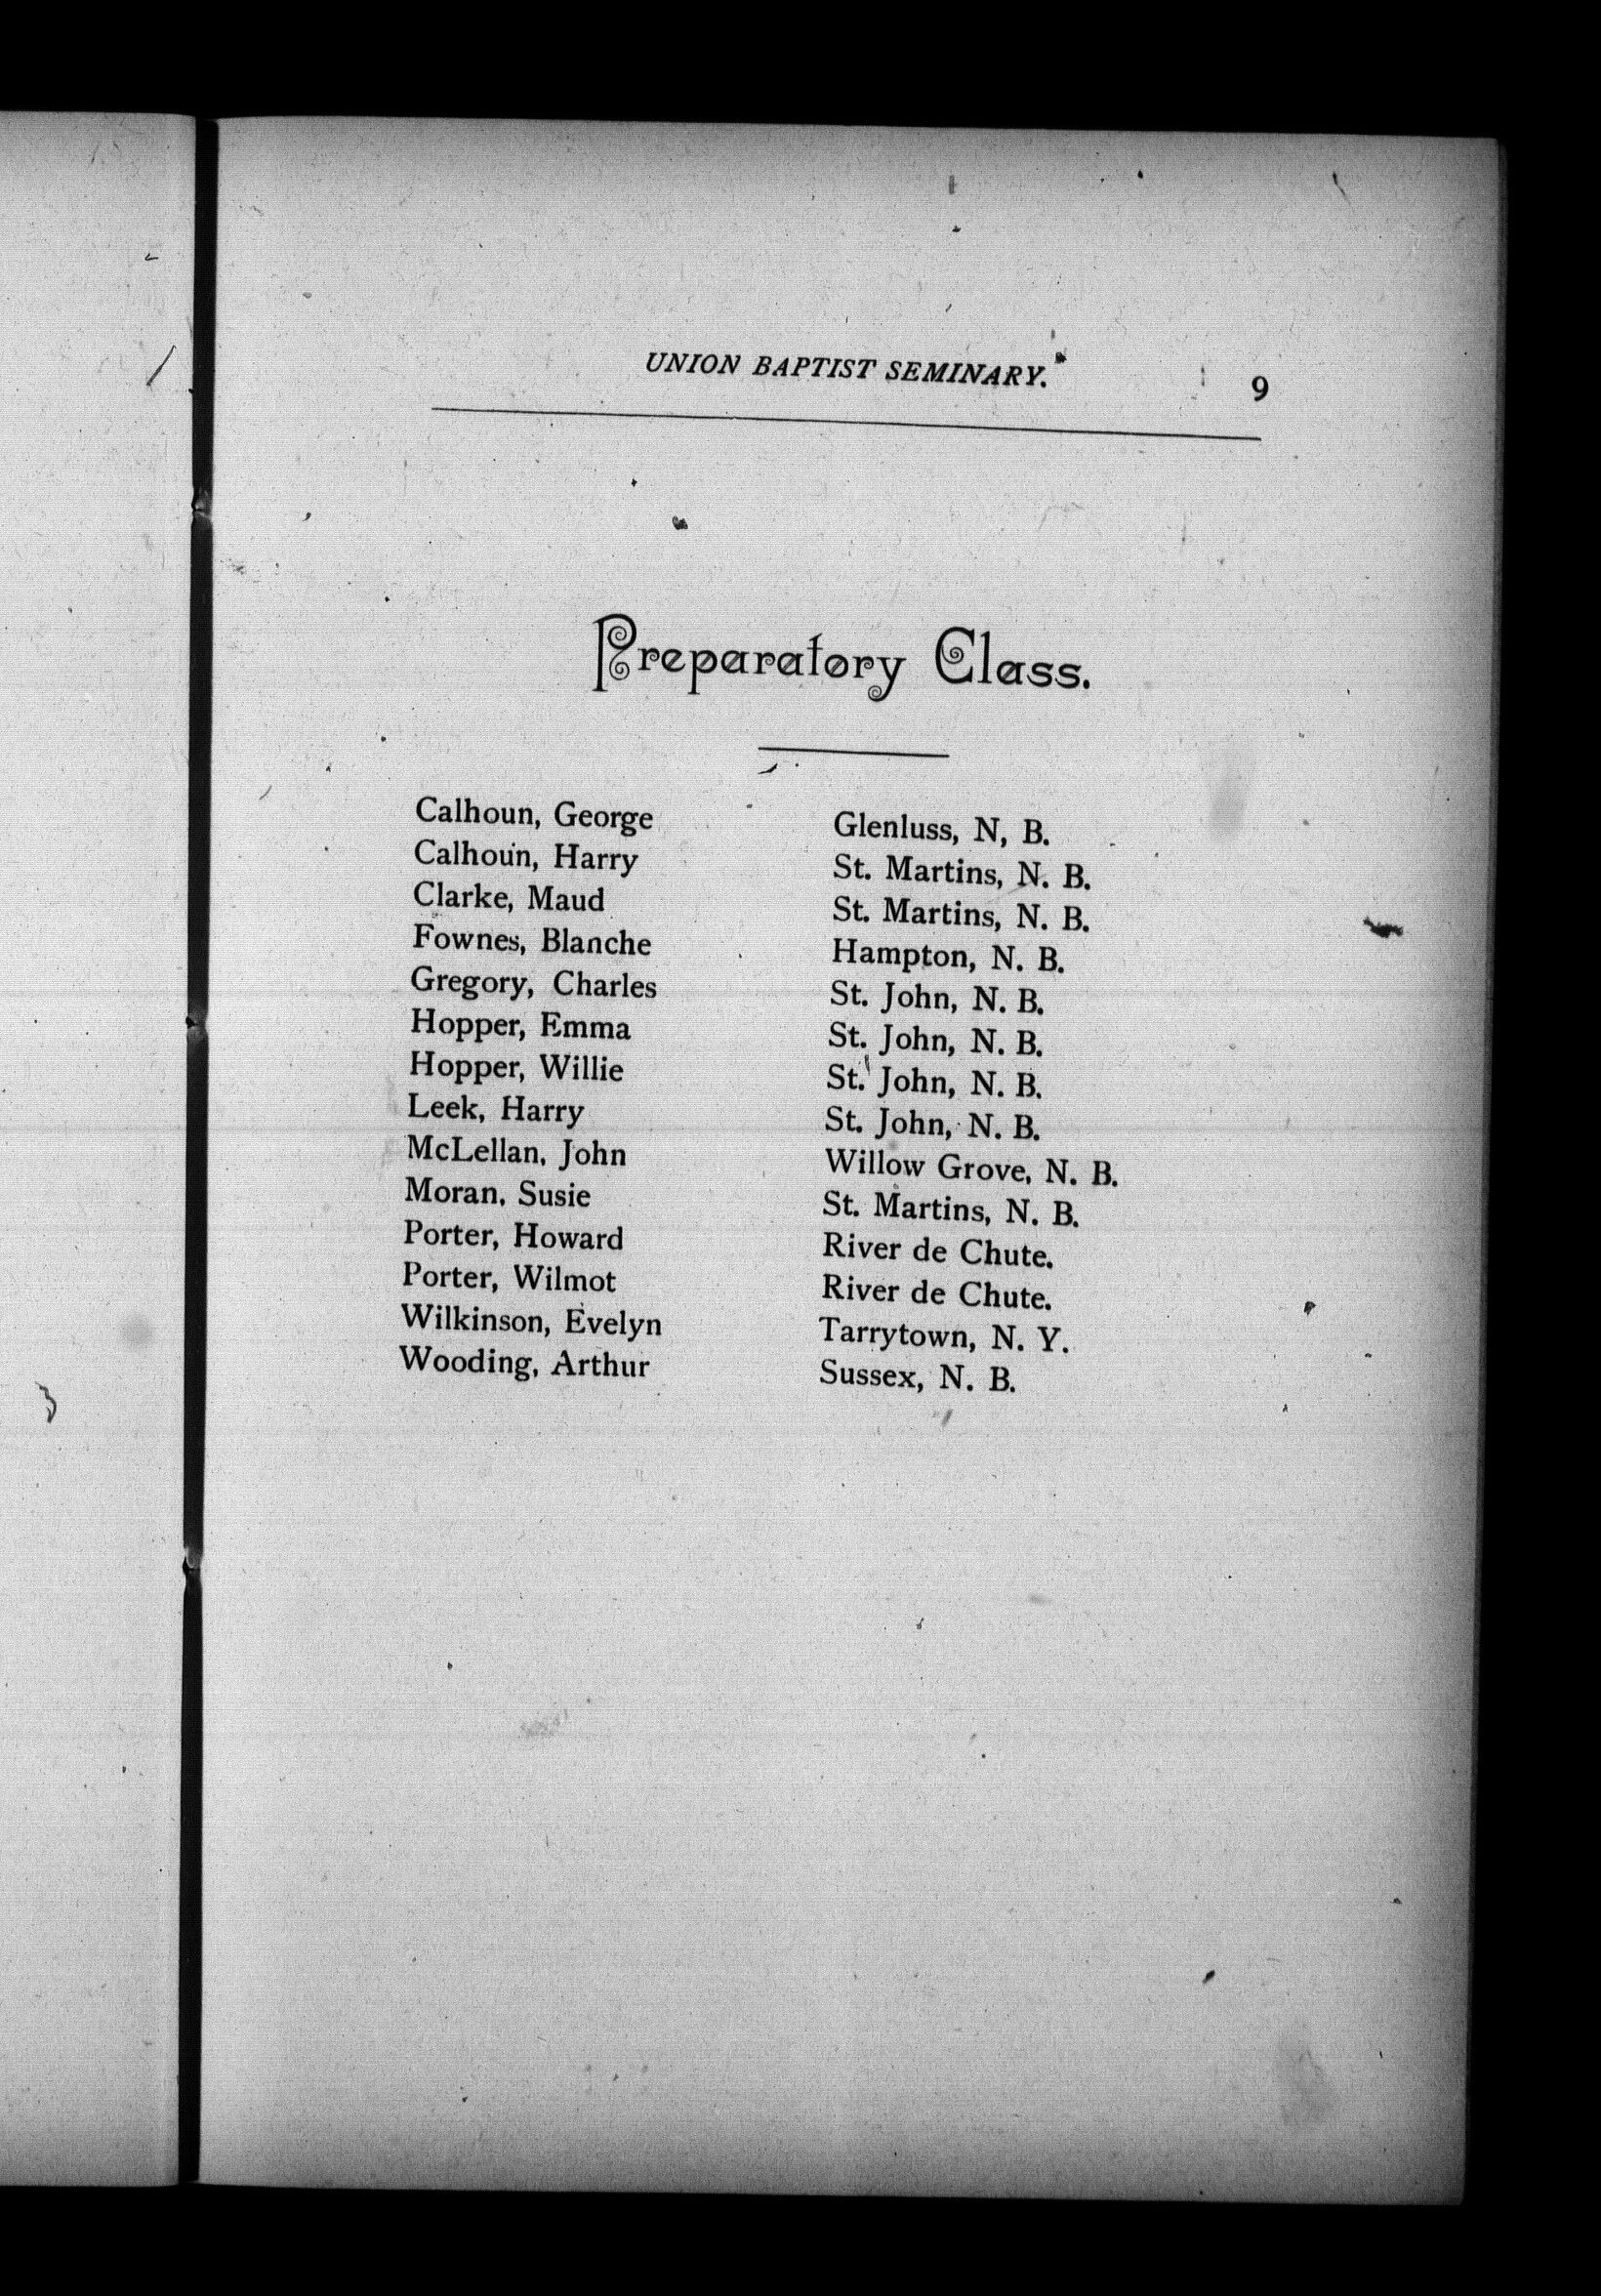 UNION BAPTIST SEMINARY. 9
Preparatory Class.
Calhoun, George Glenluss, N, B.
Calhoun, Harry St. Martins, N. B.
Clarke, Maud St. Martins, N. B.
Fownes, Blanche Hampton, N. B.
Gregory, Charles St. John, N. B.
Hopper, Emma St. John, N. B.
Hopper, Willie St. John, N. B.
Leek, Harry St. John, N. B.
McLellan, John Willow Grove, N. B.
Moran, Susie St. Martins, N. B.
Porter, Howard River de Chute.
Porter, Wilmot River de Chute.
Wilkinson, Evelyn Tarrytown, N. Y.
Wooding, Arthur Sussex, N. B.